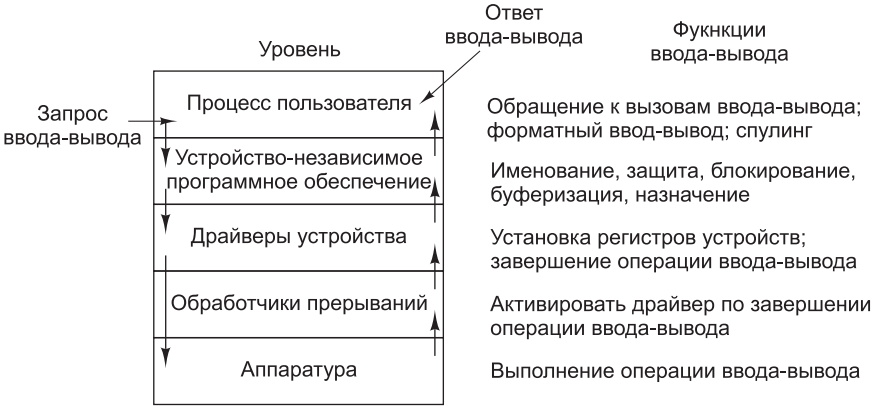 Ответ
ввода-вывода
Фукнкции
ввода-вывода
Уровень
Запрос
ввода-вывода
Процесс пользователя
Обращение к вызовам ввода-вывода;
форматный ввод-вывод; спулинг
Устройство-независимое
программное обеспечение
Именование, защита, блокирование,
буферизация, назначение
Драйверы устройства
Установка регистров устройств;
завершение операции ввода-вывода
Обработчики прерываний
Активировать драйвер по завершении
операции ввода-вывода
Аппаратура
Выполнение операции ввода-вывода